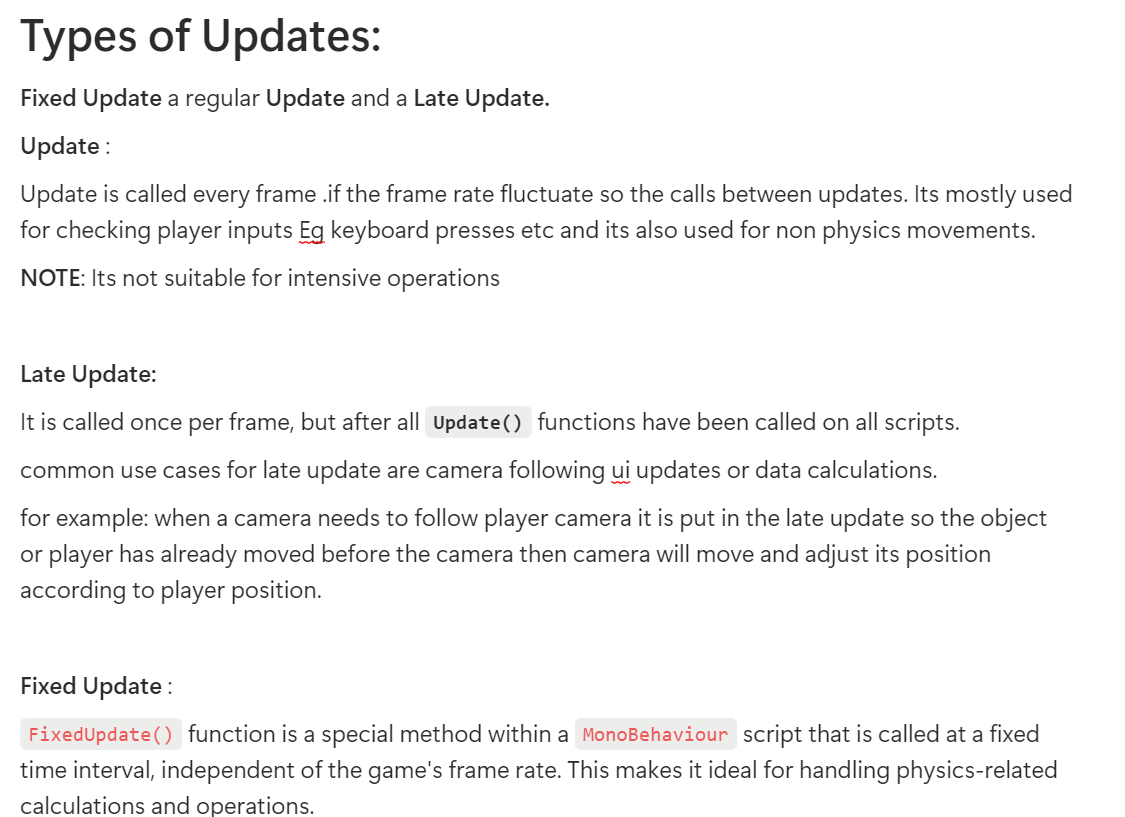 Types of Updates:
Fixed Update a regular Update and a Late Update.
Update :
Update is called every frame .if the frame rate fluctuate so the calls between updates. Its mostly used
for checking player inputs Eg keyboard presses etc and its also used for non physics movements.
NOTE: Its not suitable for intensive operations
Late Update:
It is called once per frame, but after all Update() functions have been called on all scripts.
common use cases for late update are camera following ui updates or data calculations.
for example: when a camera needs to follow player camera it is put in the late update so the object
or player has already moved before the camera then camera will move and adjust its position
according to player position.
Fixed Update :
FixedUpdate() function is a special method within a MonoBehaviour script that is called at a fixed
time interval, independent of the game's frame rate. This makes it ideal for handling physics-related
calculations and operations.